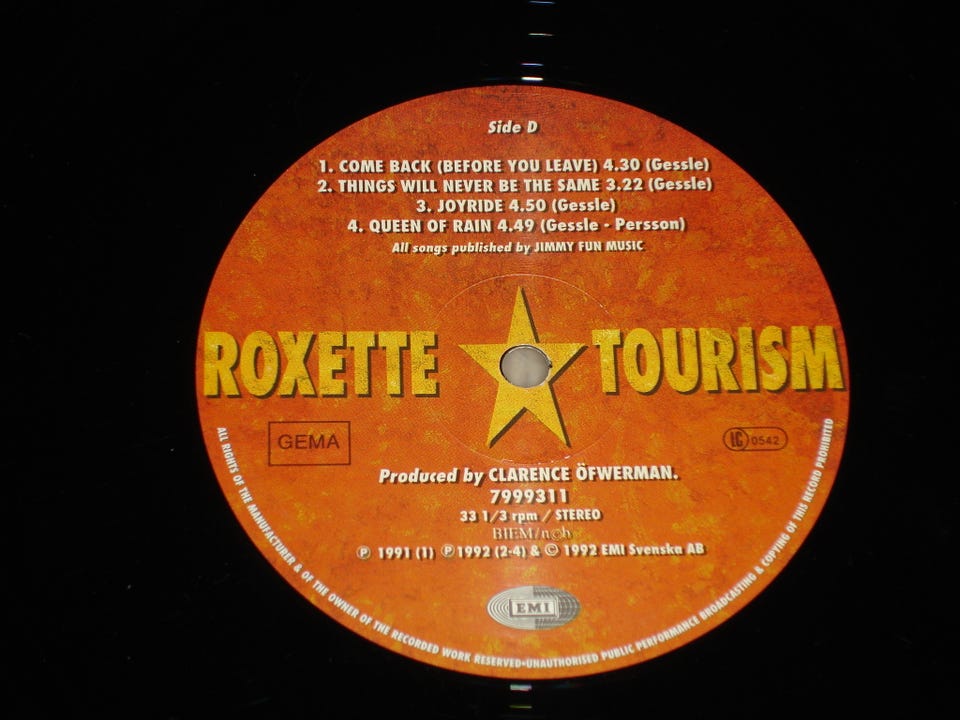 Side D
1. COME BACK (BEFORE YOU LEAVE) 4.30 (Gessle)
2. THINGS WILL NEVER BE THE SAME 3.22 (Gessle)
3. JOYRIDE 4.50 (Gessle)
4. QUEEN OF RAIN 4.49 (Gessle - Persson)
All songs published by JIMMY FUN MUSIC
ROXETTE TOURISM
GEMA
LC 0542
Produced by CLARENCE ÖFWERMAN.
7999311
33 1/3 rpm / STEREO
BIEM/n©b
℗ 1991 (1) ℗ 1992 (2-4) & © 1992 EMI Svenska AB
EMI
ALL RIGHTS OF THE MANUFACTURER & OF THE OWNER OF THE RECORDED WORK RESERVED•UNAUTHORISED PUBLIC PERFORMANCE BROADCASTING & COPYING OF THIS RECORD PROHIBITED